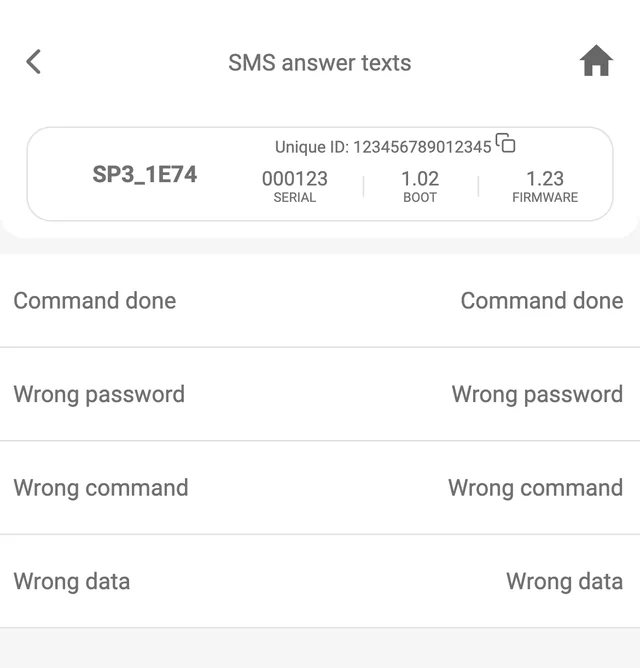 SMS answer texts
Unique ID: 123456789012345
SP3_1E74
000123 1.02 1.23
SERIAL BOOT FIRMWARE
Command done Command done
Wrong password Wrong password
Wrong command Wrong command
Wrong data Wrong data